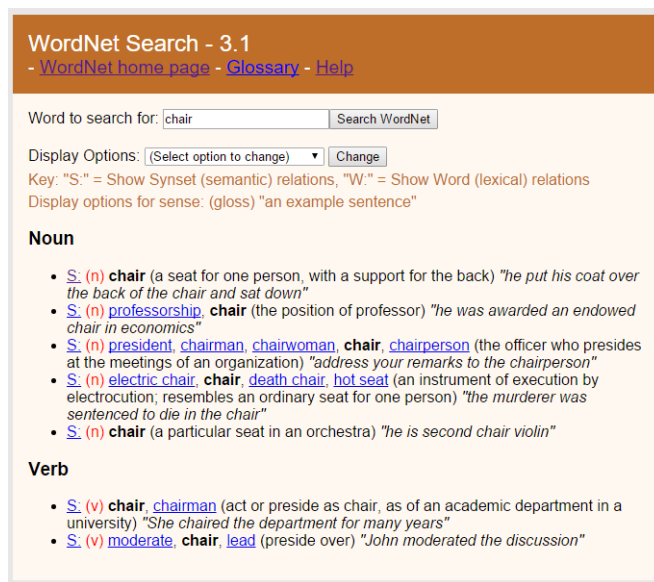 WordNet Search - 3.1
- WordNet home page - Glossary - Help
Word to search for: chair Search WordNet
Display Options: (Select option to change) Change
Key: "S:" = Show Synset (semantic) relations, "W:" = Show Word (lexical) relations
Display options for sense: (gloss) "an example sentence"
Noun
• S: (n) chair (a seat for one person, with a support for the back) "he put his coat over
the back of the chair and sat down"
• S: (n) professorship, chair (the position of professor) "he was awarded an endowed
chair in economics"
• S: (n) president, chairman, chairwoman, chair, chairperson (the officer who presides
at the meetings of an organization) "address your remarks to the chairperson"
• S: (n) electric chair, chair, death chair, hot seat (an instrument of execution by
electrocution; resembles an ordinary seat for one person) "the murderer was
sentenced to die in the chair"
• S: (n) chair (a particular seat in an orchestra) "he is second chair violin"
Verb
• S: (v) chair, chairman (act or preside as chair, as of an academic department in a
university) "She chaired the department for many years"
• S: (v) moderate, chair, lead (preside over) "John moderated the discussion"